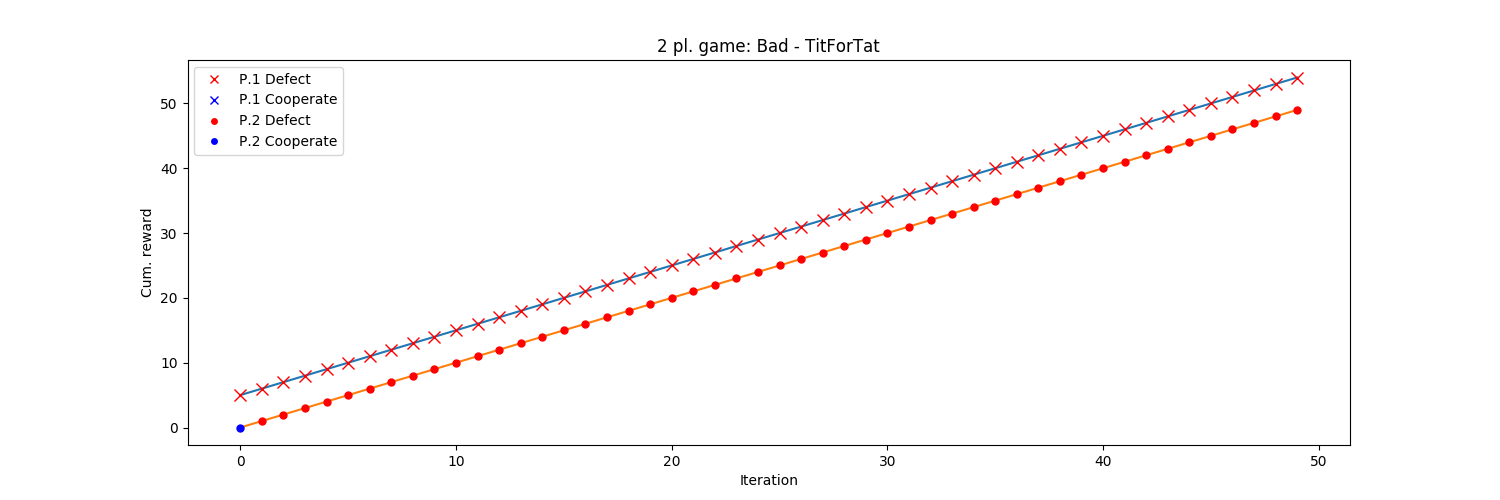 2 pl. game: Bad - TitForTat
P.1 Defect
P.1 Cooperate
P.2 Defect
P.2 Cooperate
Cum. reward
50
40
30
20
10
0
0 10 20 30 40 50
Iteration